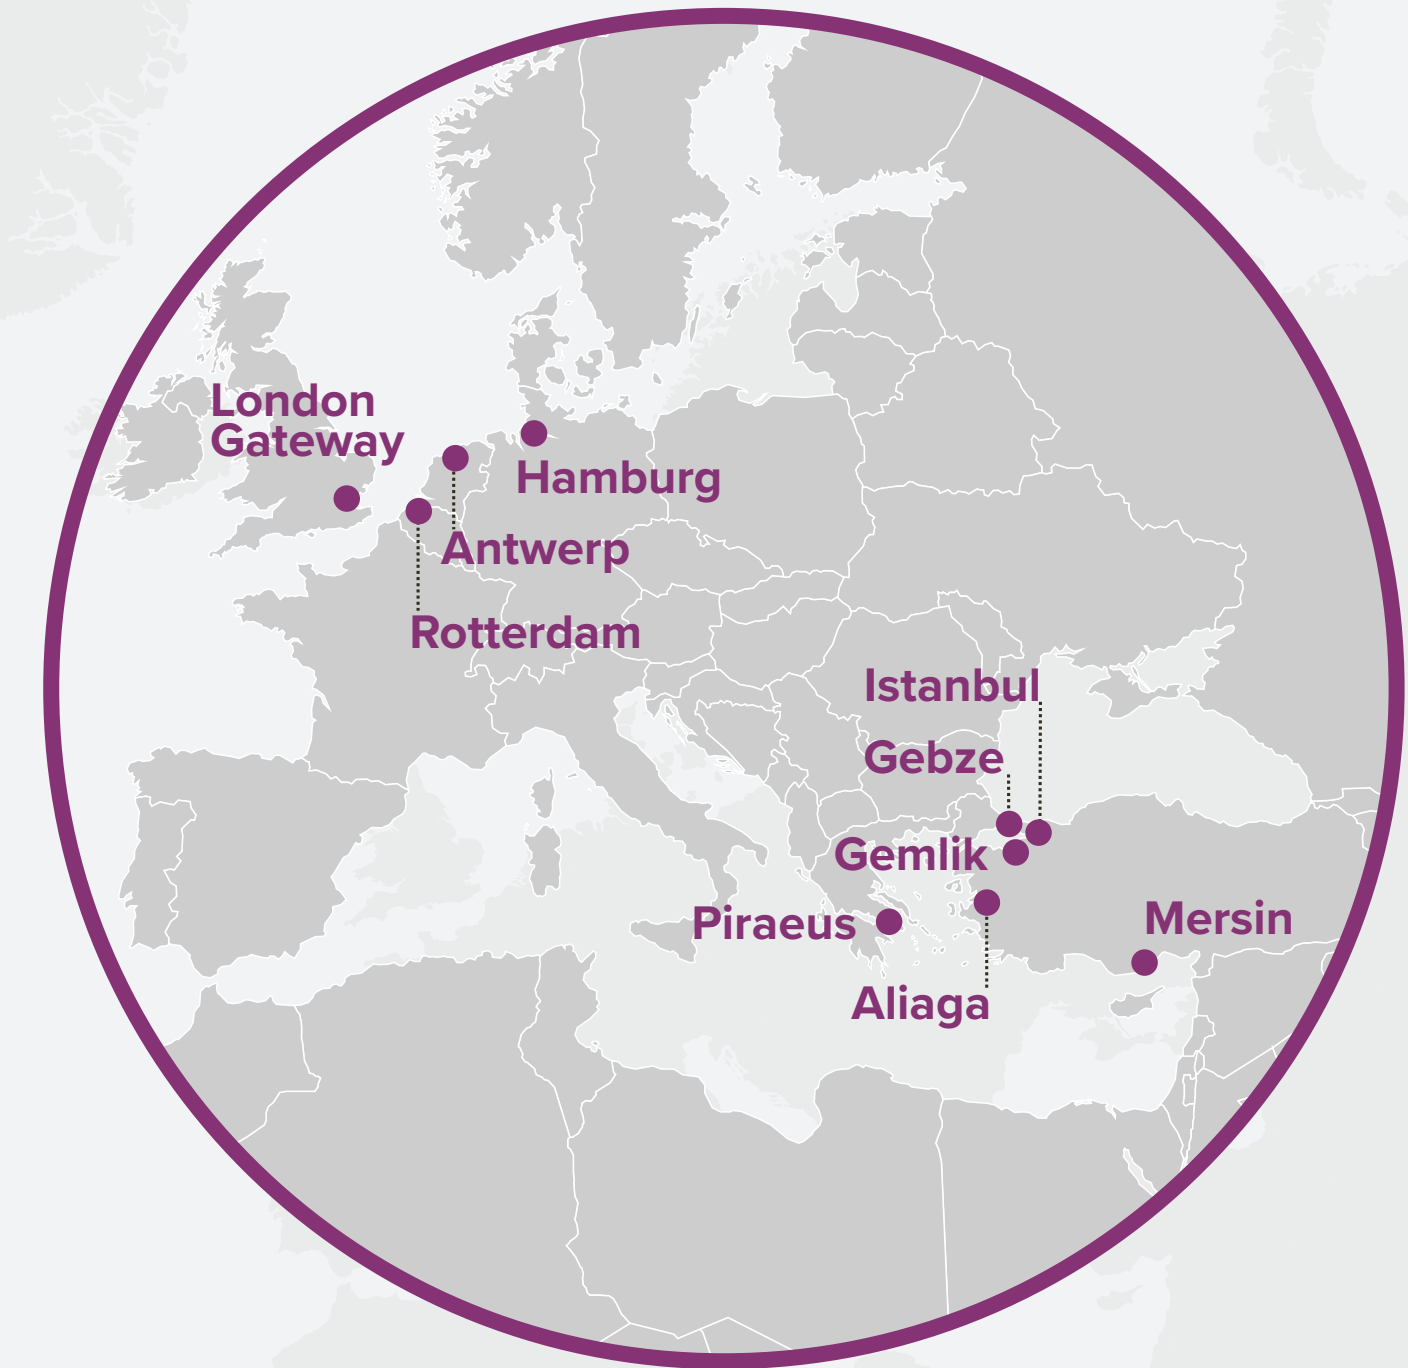 London
Gateway
Hamburg
Antwerp
Rotterdam
Istanbul
Gebze
Gemlik
Piraeus
Mersin
Aliaga